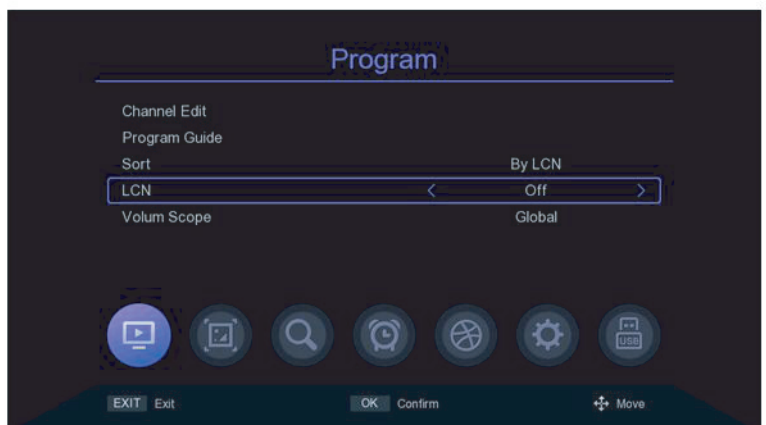 Program
Channel Edit
Program Guide
Sort By LCN
LCN < Off >
Volum Scope Global
USB
EXIT Exit OK Confirm Move